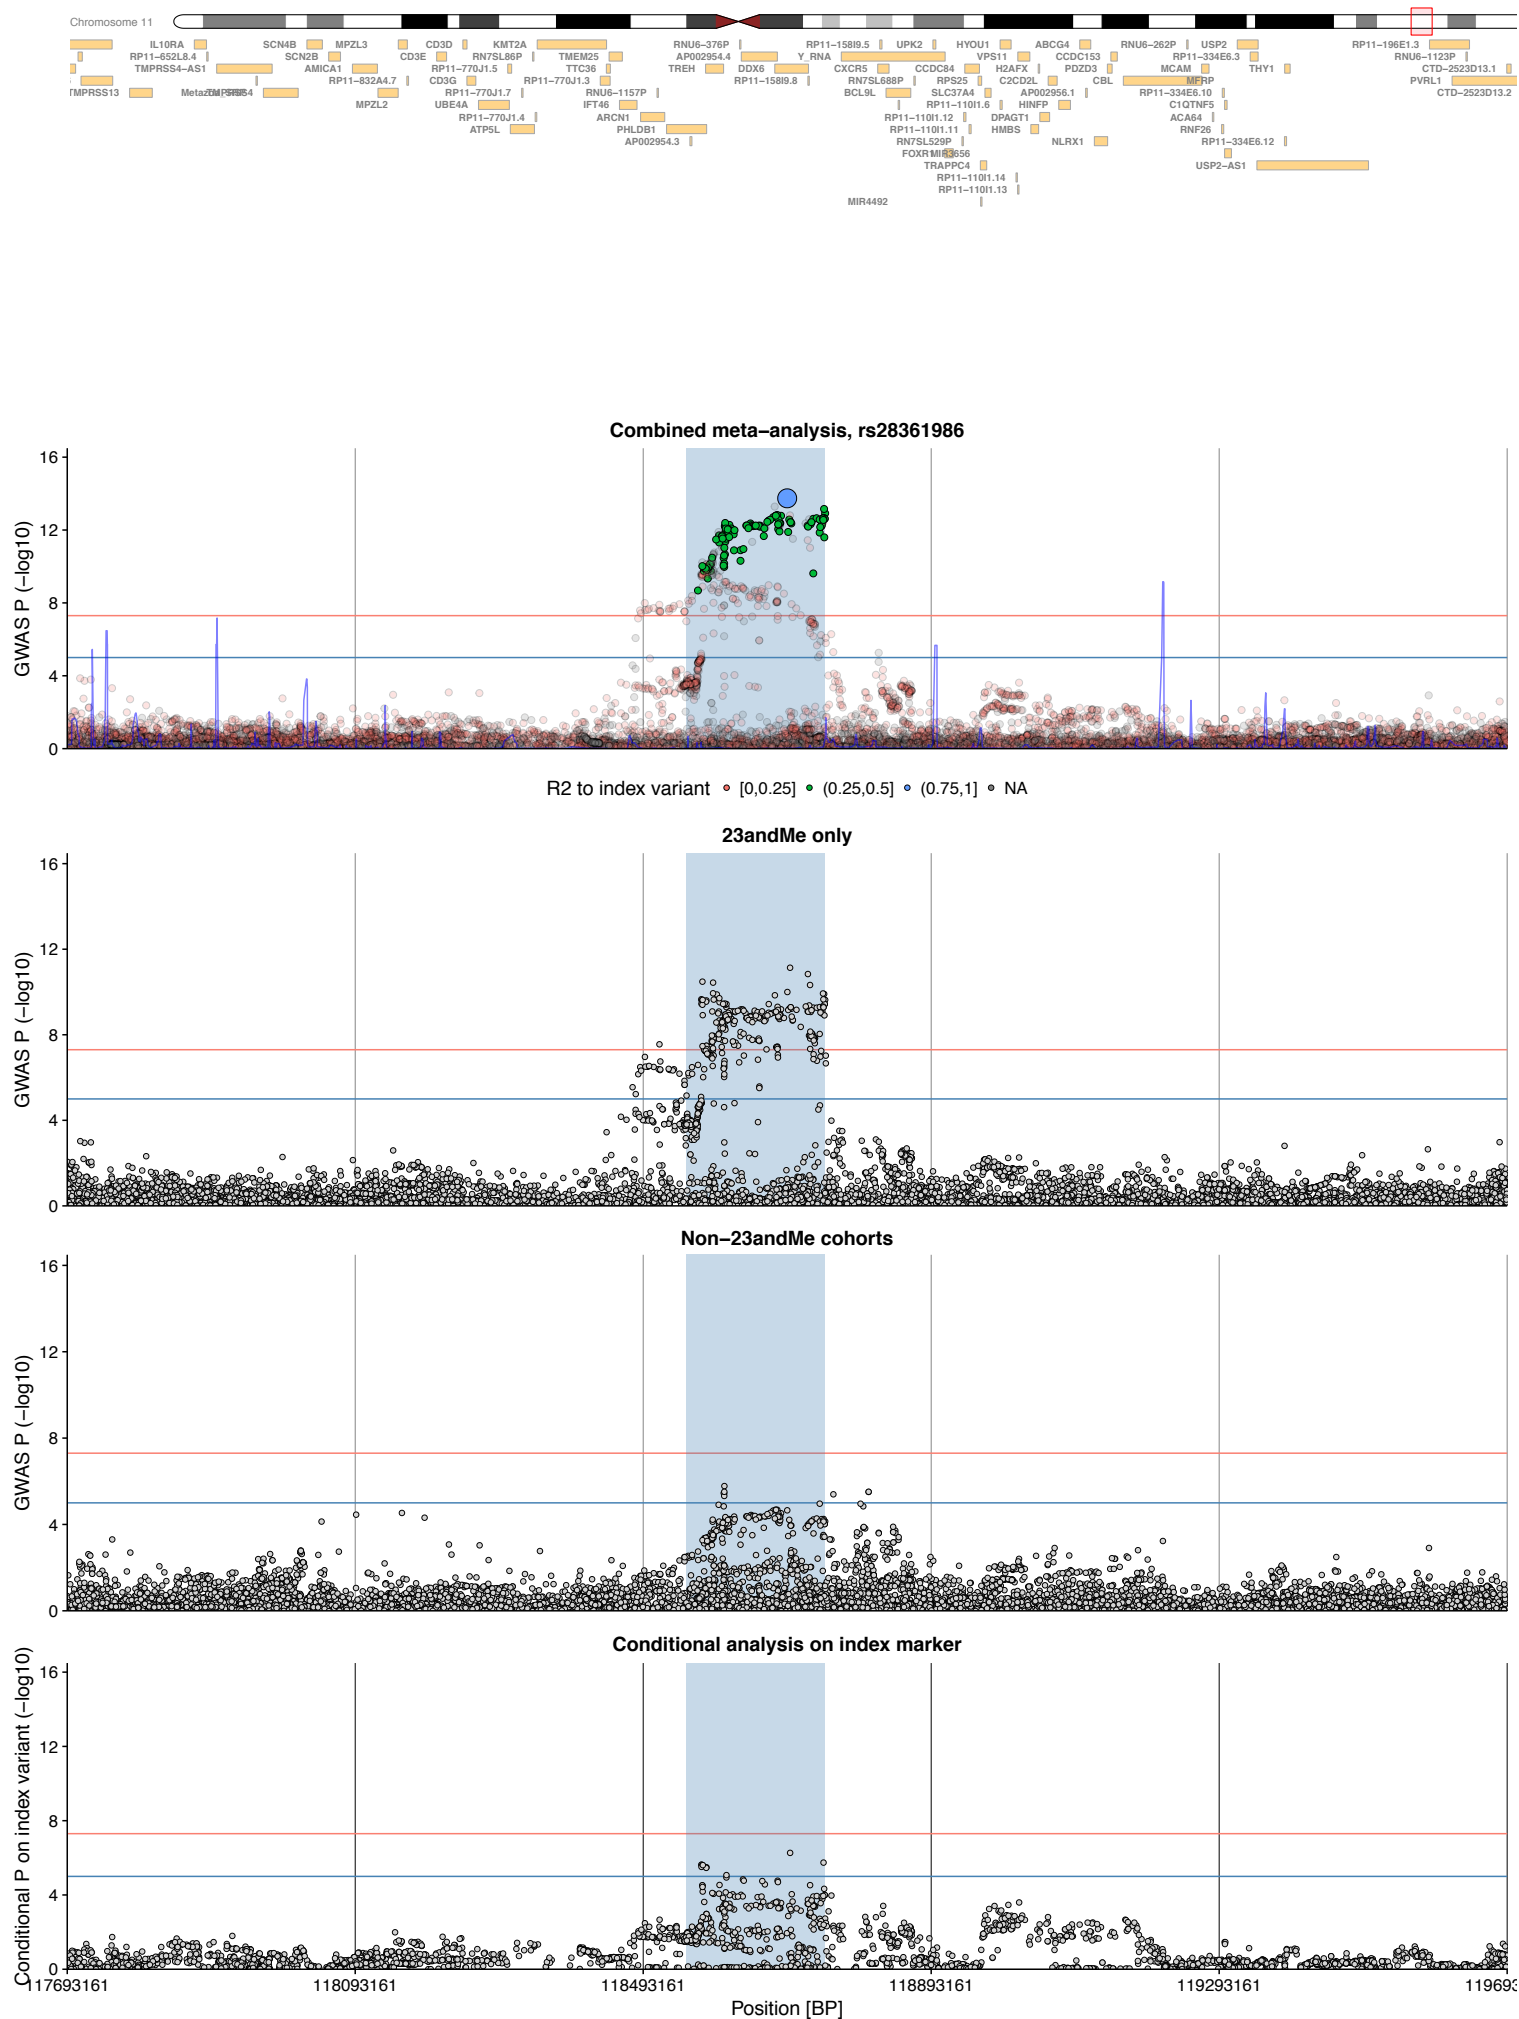 Chromosome 11
IL10RA SCN4B MPZL3 CD3D KMT2A RNU6−376P RP11−158I9.5 UPK2 HYOU1 ABCG4 RNU6−262P USP2 RP11−196E1.3
RP11−652L8.4 SCN2B CD3E RN7SL86P TMEM25 AP002954.4 Y_RNA VPS11 CCDC153 RP11−334E6.3 RNU6−1123P
TMPRSS4−AS1 AMICA1 RP11−770J1.5 TTC36 TREH DDX6 CXCR5 CCDC84 H2AFX PDZD3 MCAM THY1 CTD−2523D13.1
RP11−832A4.7 CD3G RP11−770J1.3 RP11−158I9.8 RN7SL688P RPS25 C2CD2L CBL MFRP PVRL1
TMPRSS13 TMPRSS4 MPZL2 RP11−770J1.7 RNU6−1157P BCL9L SLC37A4 AP002956.1 RP11−334E6.10 CTD−2523D13.2
UBE4A IFT46 RP11−110I1.6 HINFP C1QTNF5
RP11−770J1.4 ARCN1 RP11−110I1.12 DPAGT1 ACA64
ATP5L PHLDB1 RP11−110I1.11 HMBS RNF26
AP002954.3 RN7SL529P NLRX1 RP11−334E6.12
FOXR1 MIR3656
TRAPPC4 USP2−AS1
RP11−110I1.14
RP11−110I1.13
MIR4492
Combined meta−analysis, rs28361986
GWAS P (−log10)
16
12
8
4
0
R2 to index variant [0,0.25] (0.25,0.5] (0.75,1] NA
23andMe only
GWAS P (−log10)
16
12
8
4
0
Non−23andMe cohorts
GWAS P (−log10)
16
12
8
4
0
Conditional analysis on index marker
Conditional P on index variant (−log10)
16
12
8
4
0
117693161 118093161 118493161 118893161 119293161 119693
Position [BP]